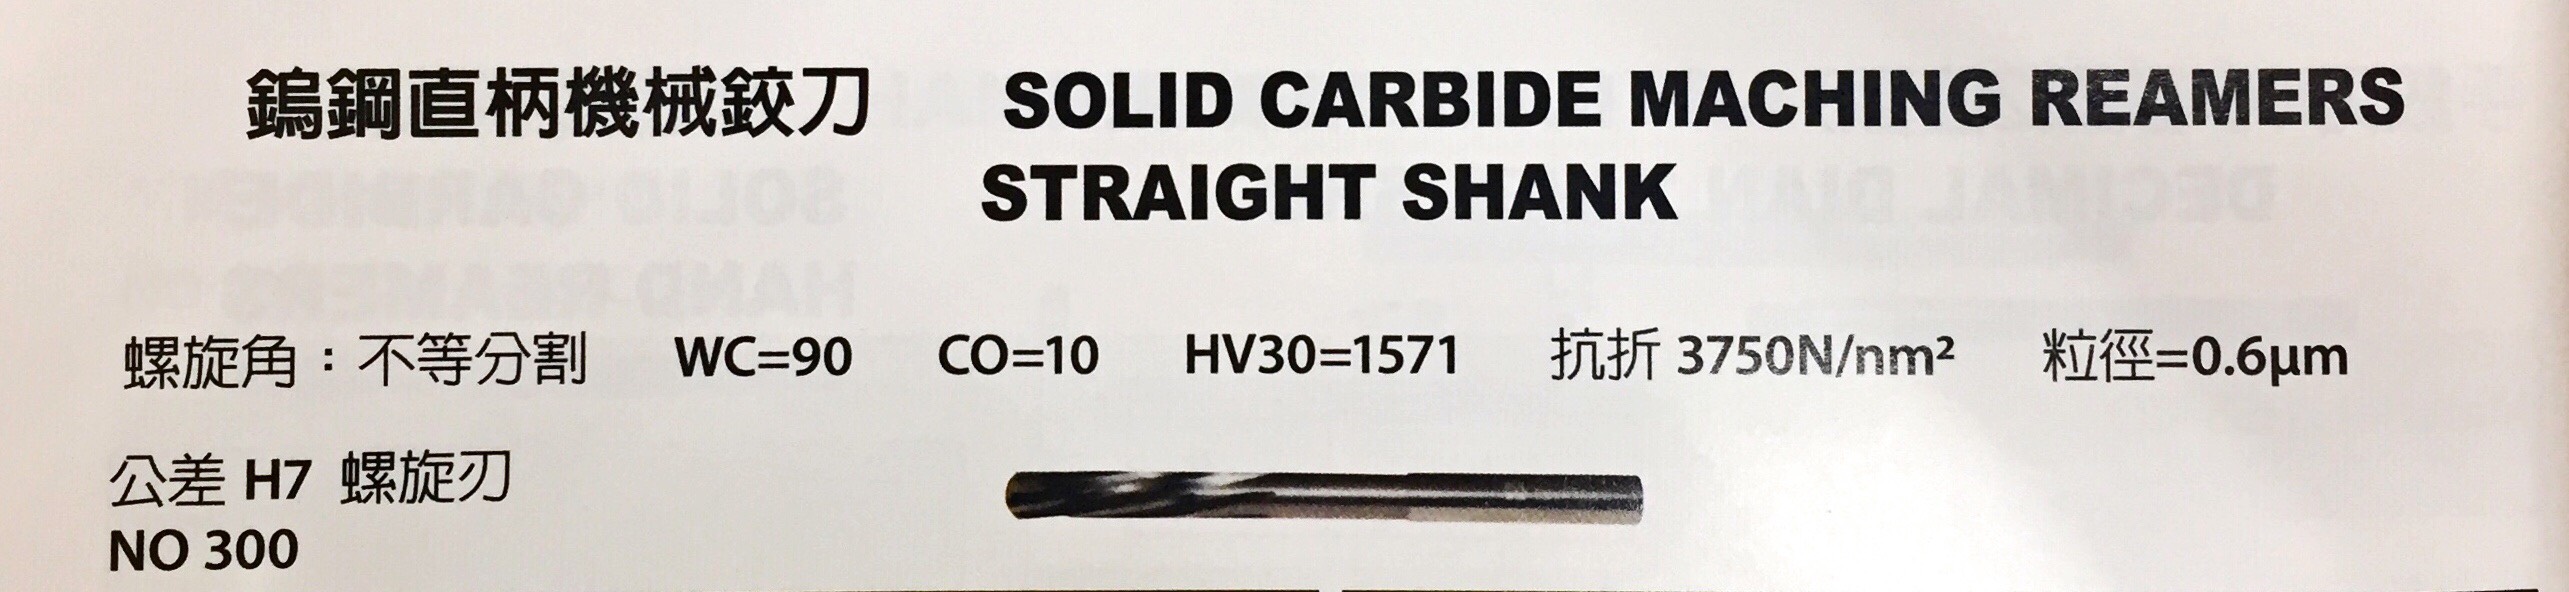 鎢鋼直柄機械鉸刀 SOLID CARBIDE MACHING REAMERS
STRAIGHT SHANK
螺旋角：不等分割 WC=90 CO=10 HV30=1571 抗折 3750N/nm² 粒徑=0.6μm
公差 H7 螺旋刃
NO 300